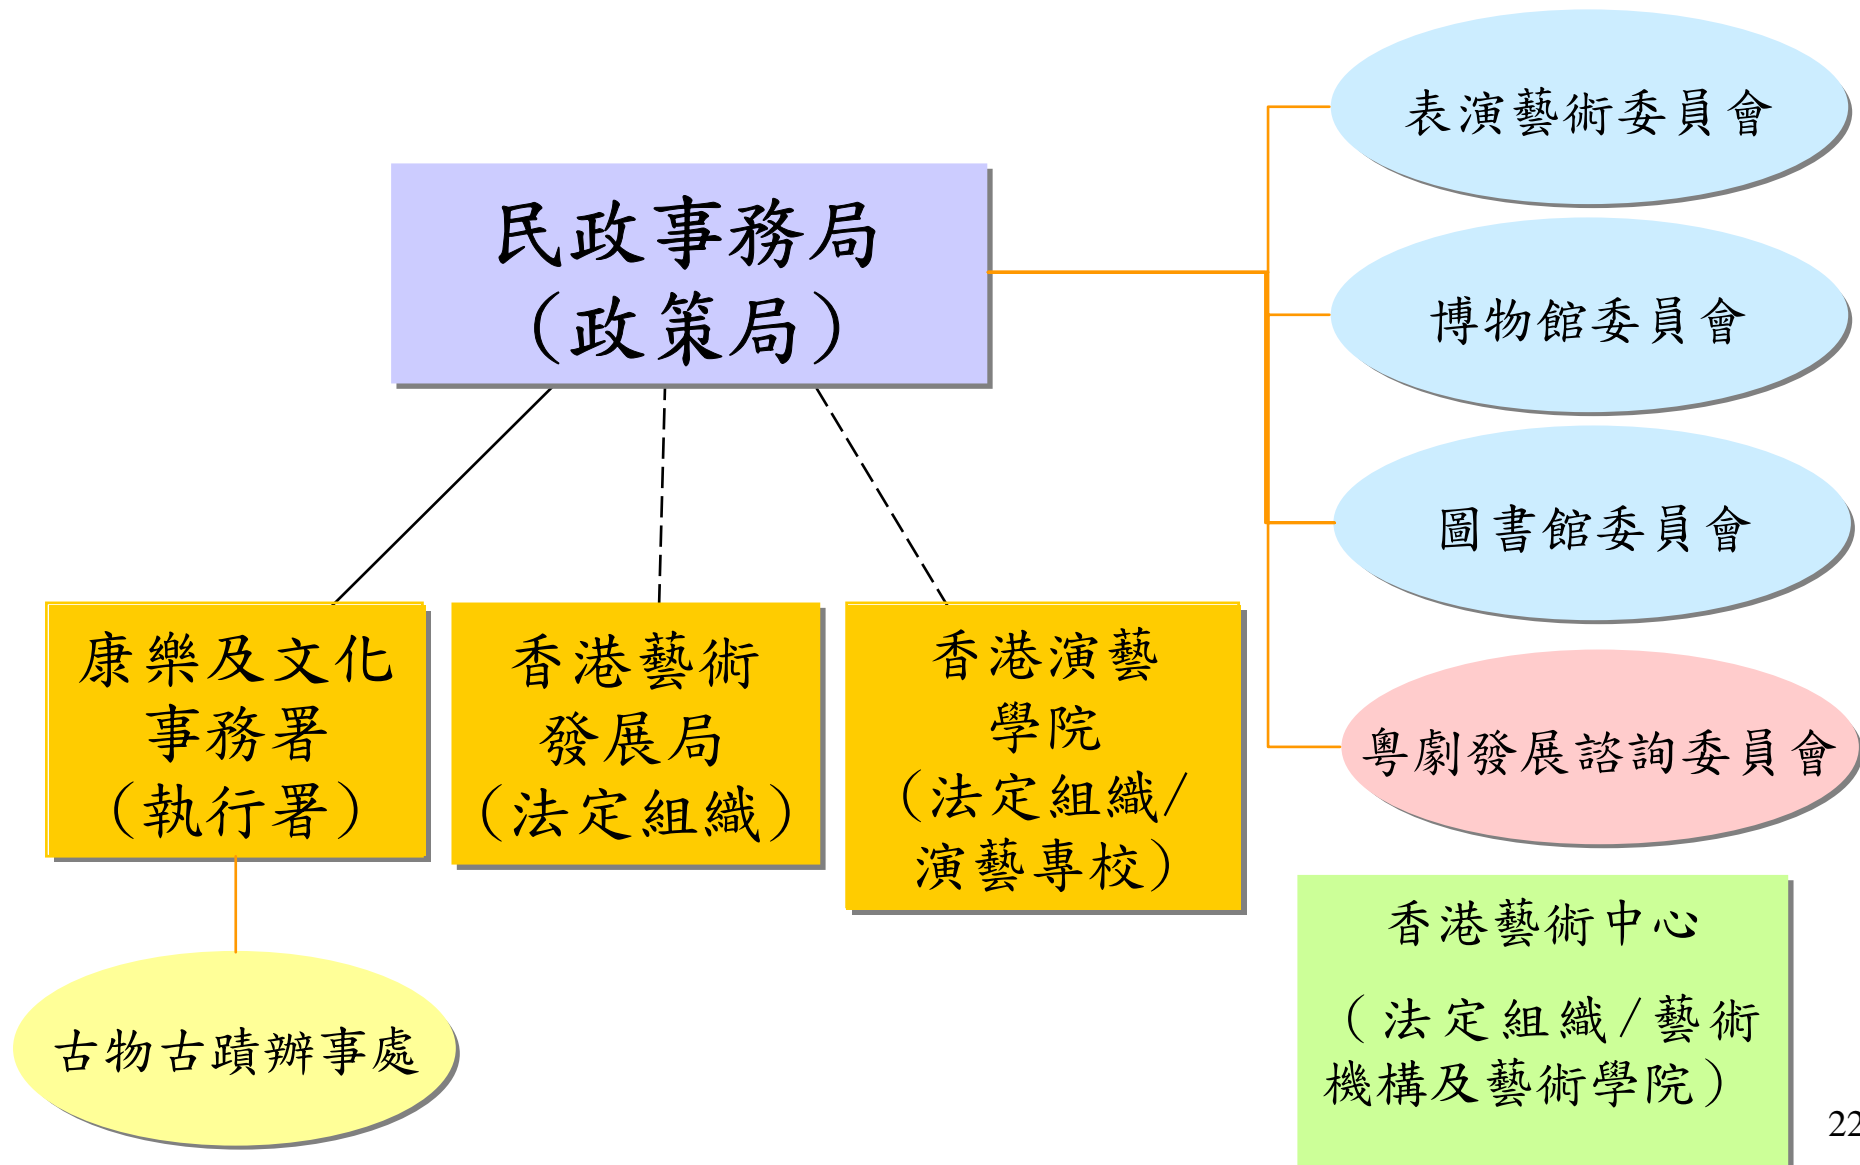 表演藝術委員會
民政事務局
（政策局）
博物館委員會
圖書館委員會
康樂及文化
事務署
（執行署）
香港藝術
發展局
（法定組織）
香港演藝
學院
（法定組織/
演藝專校）
粵劇發展諮詢委員會
香港藝術中心
（法定組織/藝術
機構及藝術學院）
古物古蹟辦事處
22